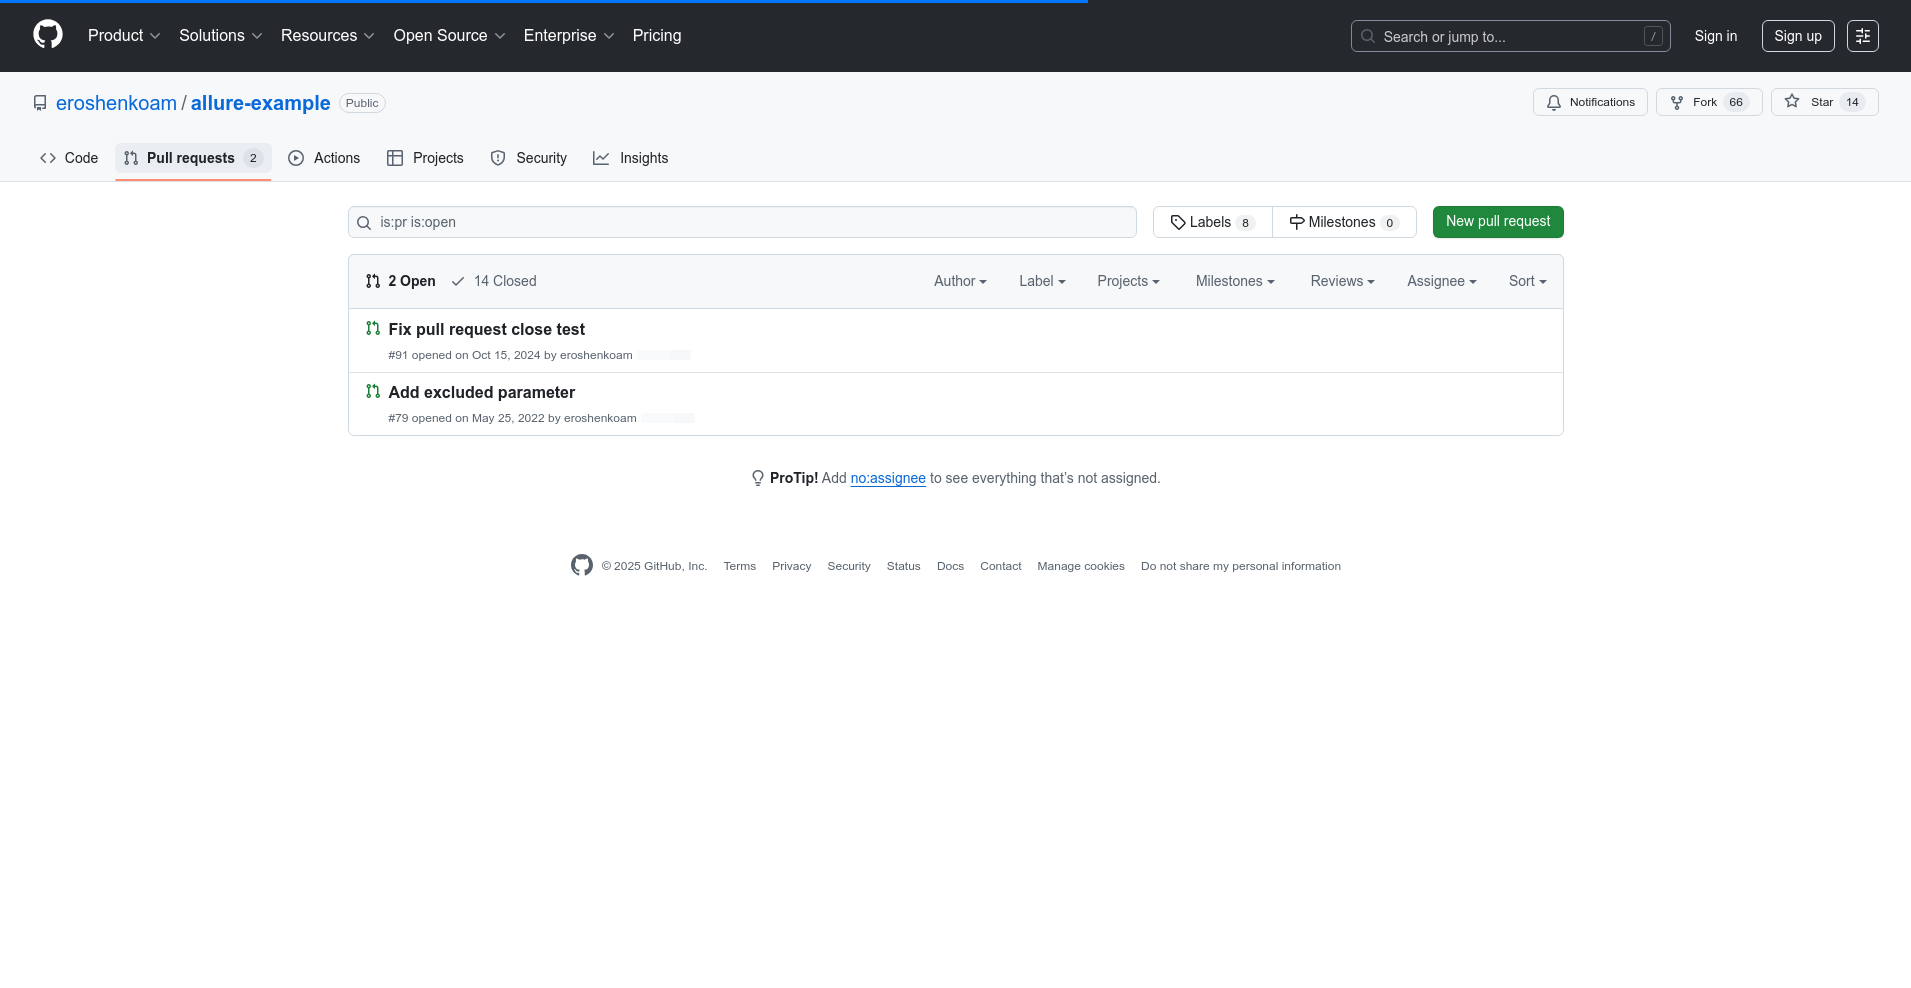 Product Solutions Resources Open Source Enterprise Pricing Search or jump to... / Sign in Sign up
eroshenkoam / allure-example Public Notifications Fork 66 Star 14
Code Pull requests 2 Actions Projects Security Insights
is:pr is:open Labels 8 Milestones 0 New pull request
2 Open 14 Closed Author Label Projects Milestones Reviews Assignee Sort
Fix pull request close test
#91 opened on Oct 15, 2024 by eroshenkoam
Add excluded parameter
#79 opened on May 25, 2022 by eroshenkoam
ProTip! Add no:assignee to see everything that’s not assigned.
© 2025 GitHub, Inc. Terms Privacy Security Status Docs Contact Manage cookies Do not share my personal information